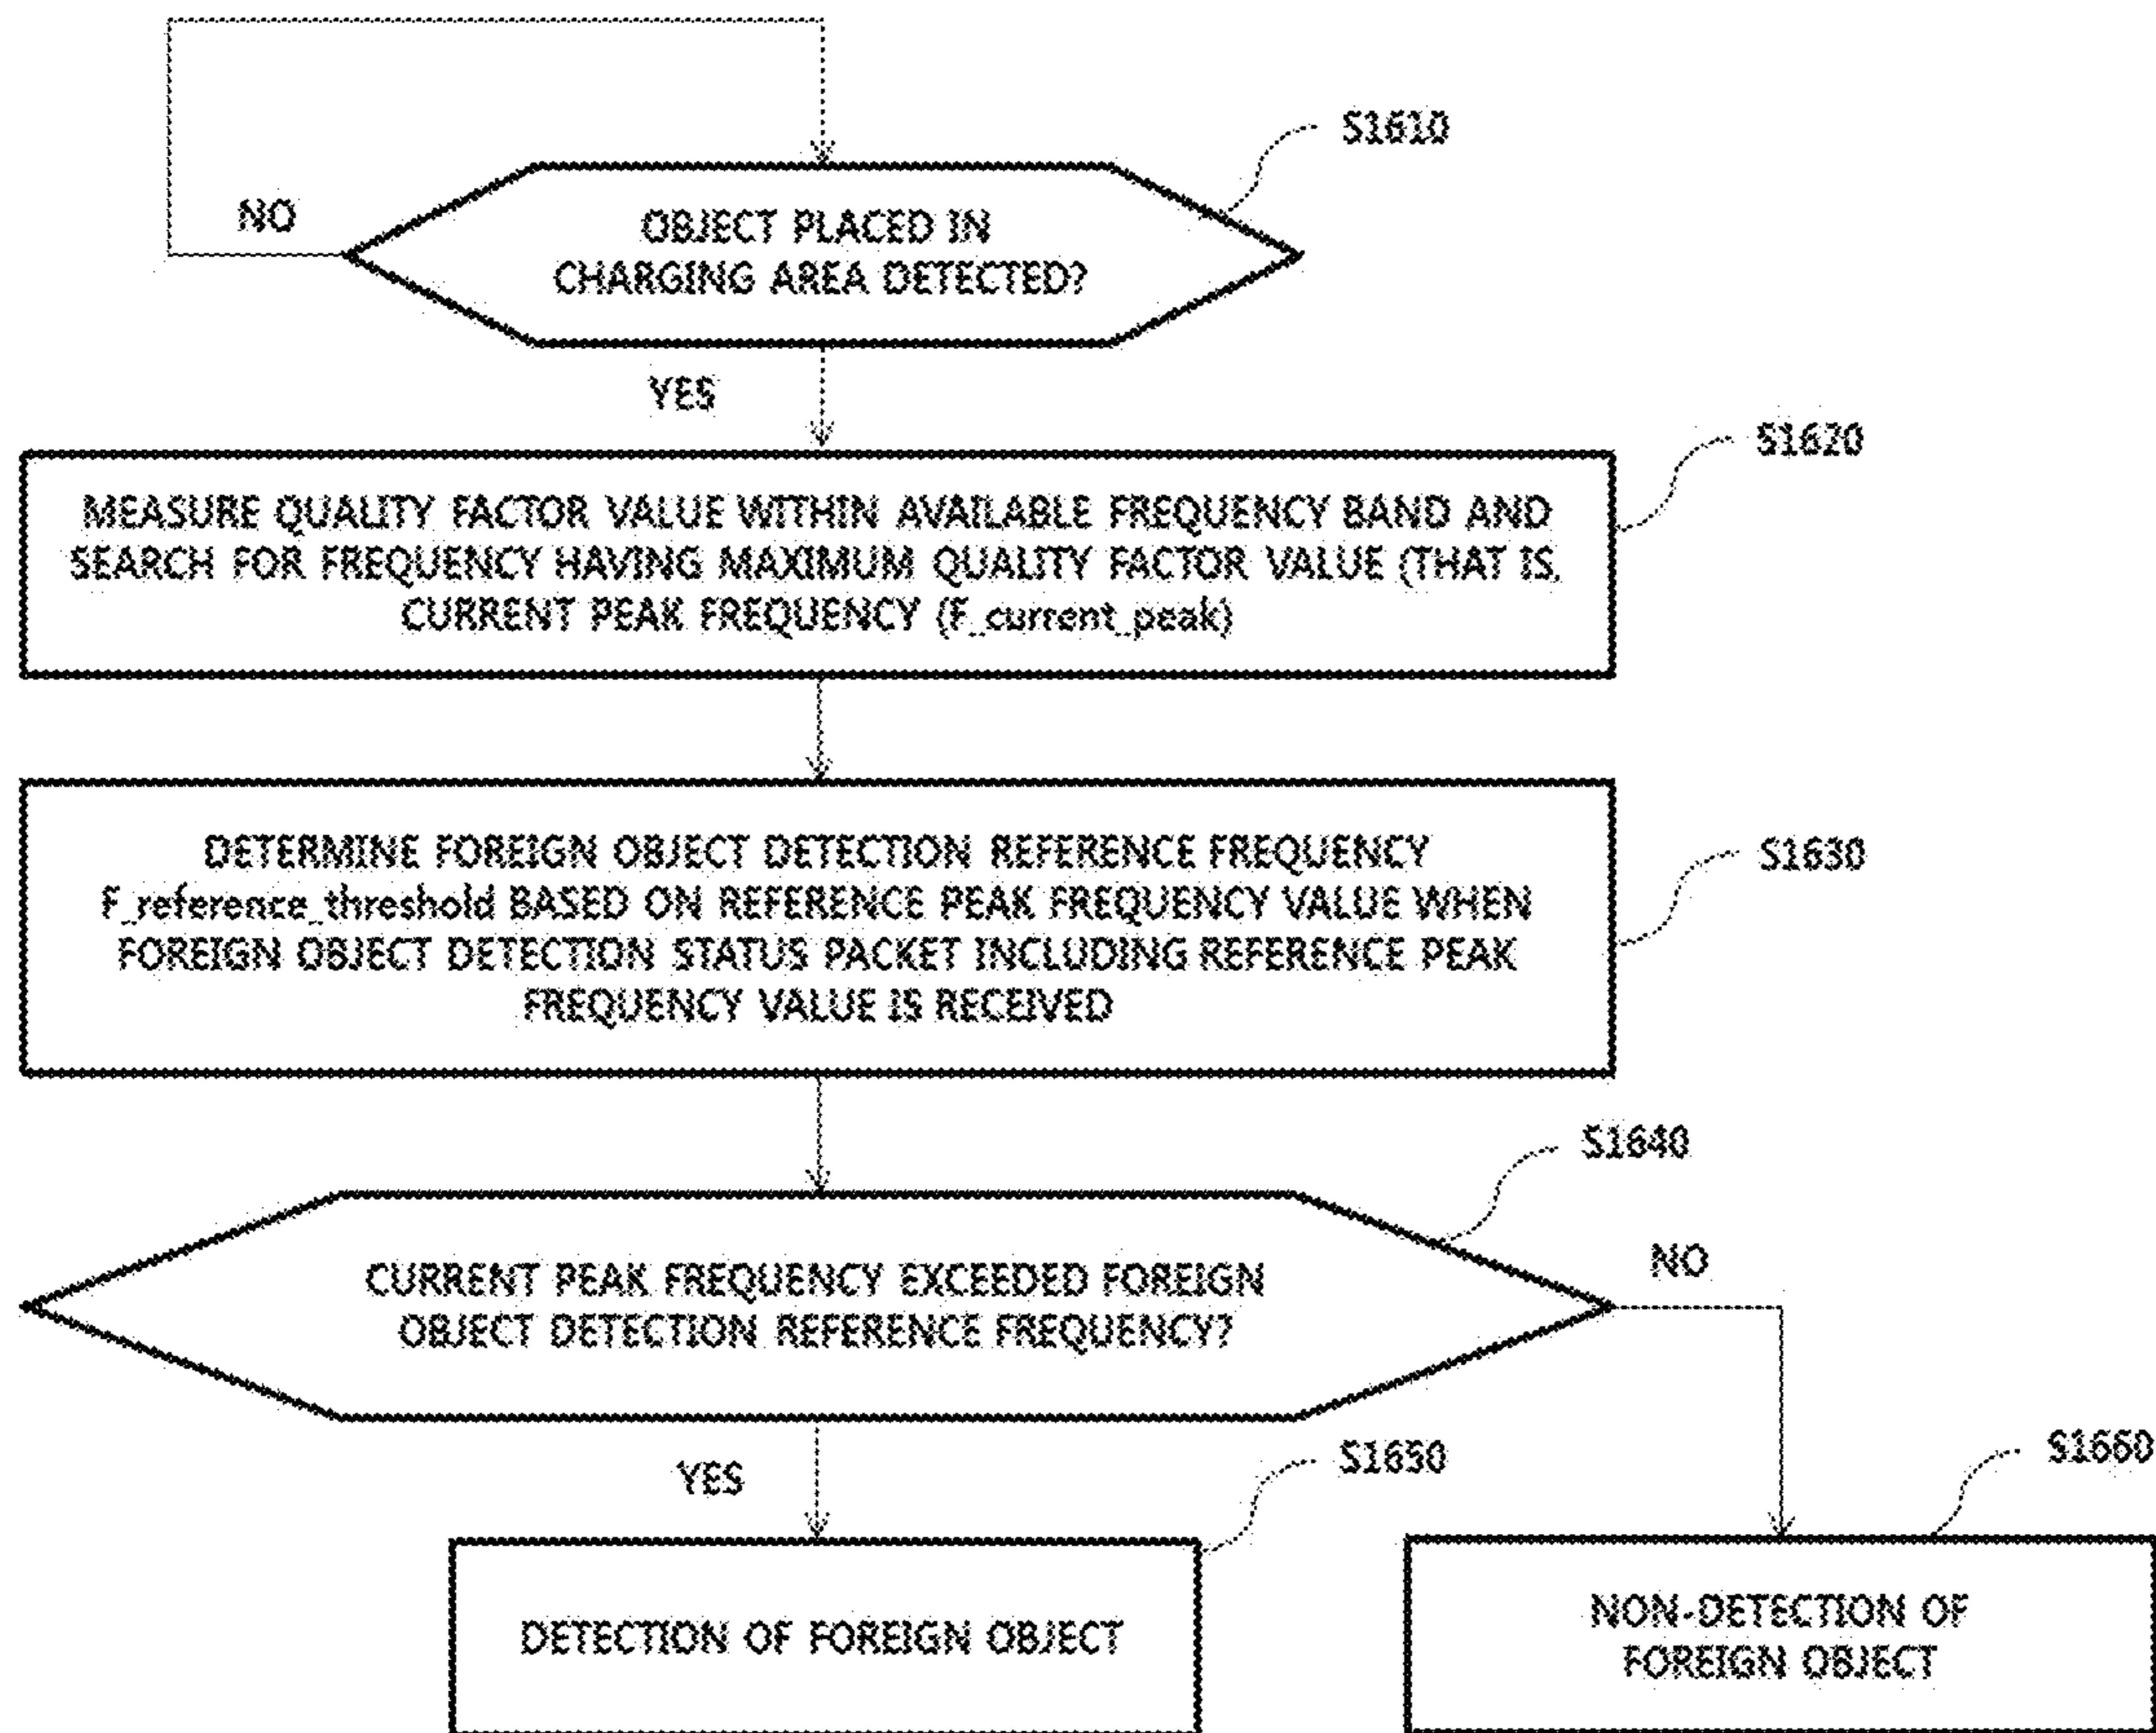 S1610
NO
OBJECT PLACED IN
CHARGING AREA DETECTED?
YES
S1620
MEASURE QUALITY FACTOR VALUE WITHIN AVAILABLE FREQUENCY BAND AND
SEARCH FOR FREQUENCY HAVING MAXIMUM QUALITY FACTOR VALUE (THAT IS,
CURRENT PEAK FREQUENCY (F_current_peak)
DETERMINE FOREIGN OBJECT DETECTION REFERENCE FREQUENCY
S1630
F_reference_threshold BASED ON REFERENCE PEAK FREQUENCY VALUE WHEN
FOREIGN OBJECT DETECTION STATUS PACKET INCLUDING REFERENCE PEAK
FREQUENCY VALUE IS RECEIVED
S1640
NO
CURRENT PEAK FREQUENCY EXCEEDED FOREIGN
OBJECT DETECTION REFERENCE FREQUENCY?
YES
S1650
S1660
DETECTION OF FOREIGN OBJECT
NON-DETECTION OF
FOREIGN OBJECT